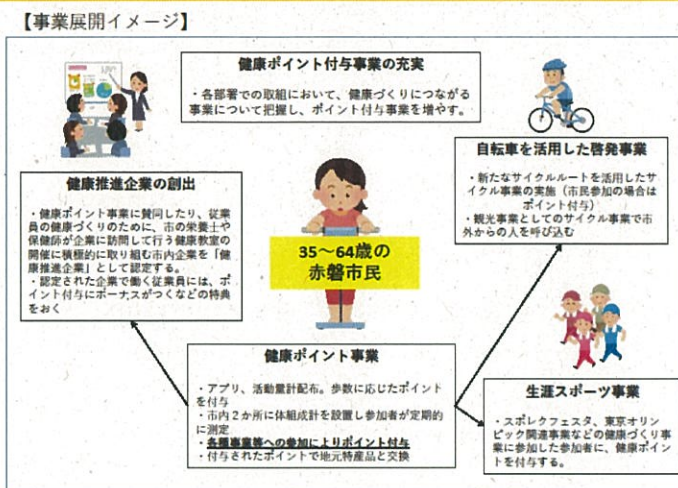 【事業展開イメージ】
健康ポイント付与事業の充実
・各部署での取組において、健康づくりにつながる
事業について把握し、ポイント付与事業を増やす。
自転車を活用した啓発事業
・新たなサイクルルートを活用したサ
イクル事業の実施（市民参加の場合は
ポイント付与）
・観光事業としてのサイクル事業で市
外からの人を呼び込む
健康推進企業の創出
・健康ポイント事業に賛同したり、従業
員の健康づくりのために、市の栄養士や
保健師が企業に訪問して行う健康教室の
開催に積極的に取り組む市内企業を「健
康推進企業」として認定する。
・認定された企業で働く従業員には、ポ
イント付与にボーナスがつくなどの特典
をおく
35～64歳の
赤磐市民
健康ポイント事業
・アプリ、活動量計配布。歩数に応じたポイント
を付与
・市内２か所に体組成計を設置し参加者が定期的
に測定
・各種事業等への参加によりポイント付与
・付与されたポイントで地元特産品と交換
生涯スポーツ事業
・スポレクフェスタ、東京オリン
ピック関連事業などの健康づくり事
業に参加した参加者に、健康ポイン
トを付与する。